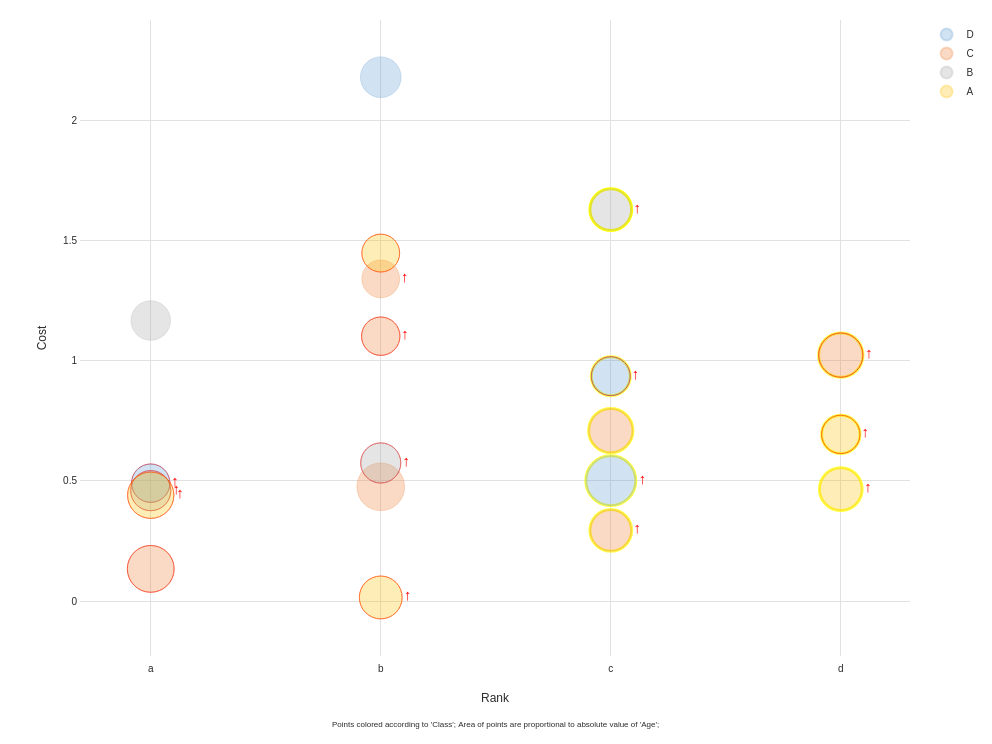 D
C
B
A
2
1.5
1
0.5
0
Cost
a
b
c
d
Rank
Points colored according to 'Class'; Area of points are proportional to absolute value of 'Age';